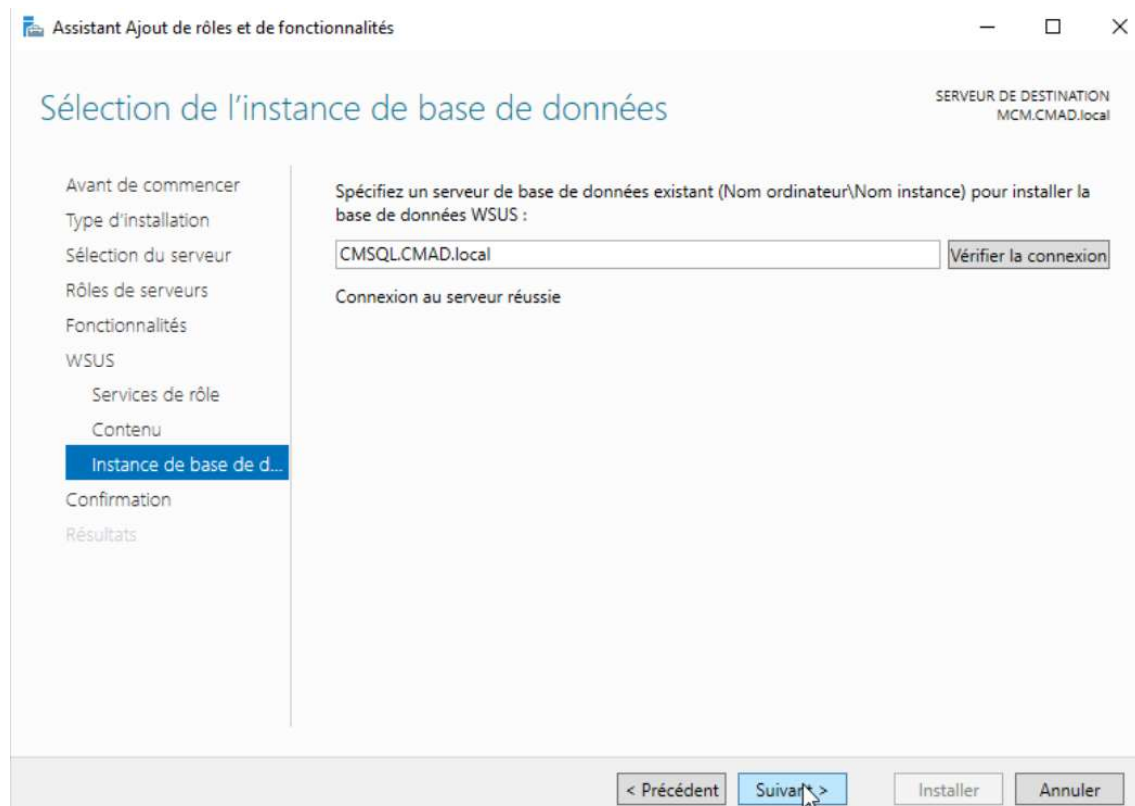 Assistant Ajout de rôles et de fonctionnalités
Sélection de l'instance de base de données
SERVEUR DE DESTINATION
MCM.CMAD.local
Avant de commencer
Type d'installation
Sélection du serveur
Rôles de serveurs
Fonctionnalités
WSUS
Services de rôle
Contenu
Instance de base de d...
Confirmation
Résultats
Spécifiez un serveur de base de données existant (Nom ordinateur\Nom instance) pour installer la
base de données WSUS :
CMSQL.CMAD.local
Vérifier la connexion
Connexion au serveur réussie
< Précédent
Suivant >
Installer
Annuler